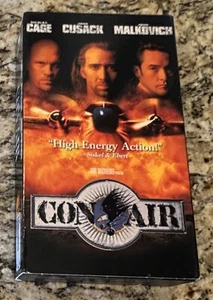 CAGE CUSACK MALKOVICH
"High Energy Action!"
-Siskel & Ebert-
CON AIR